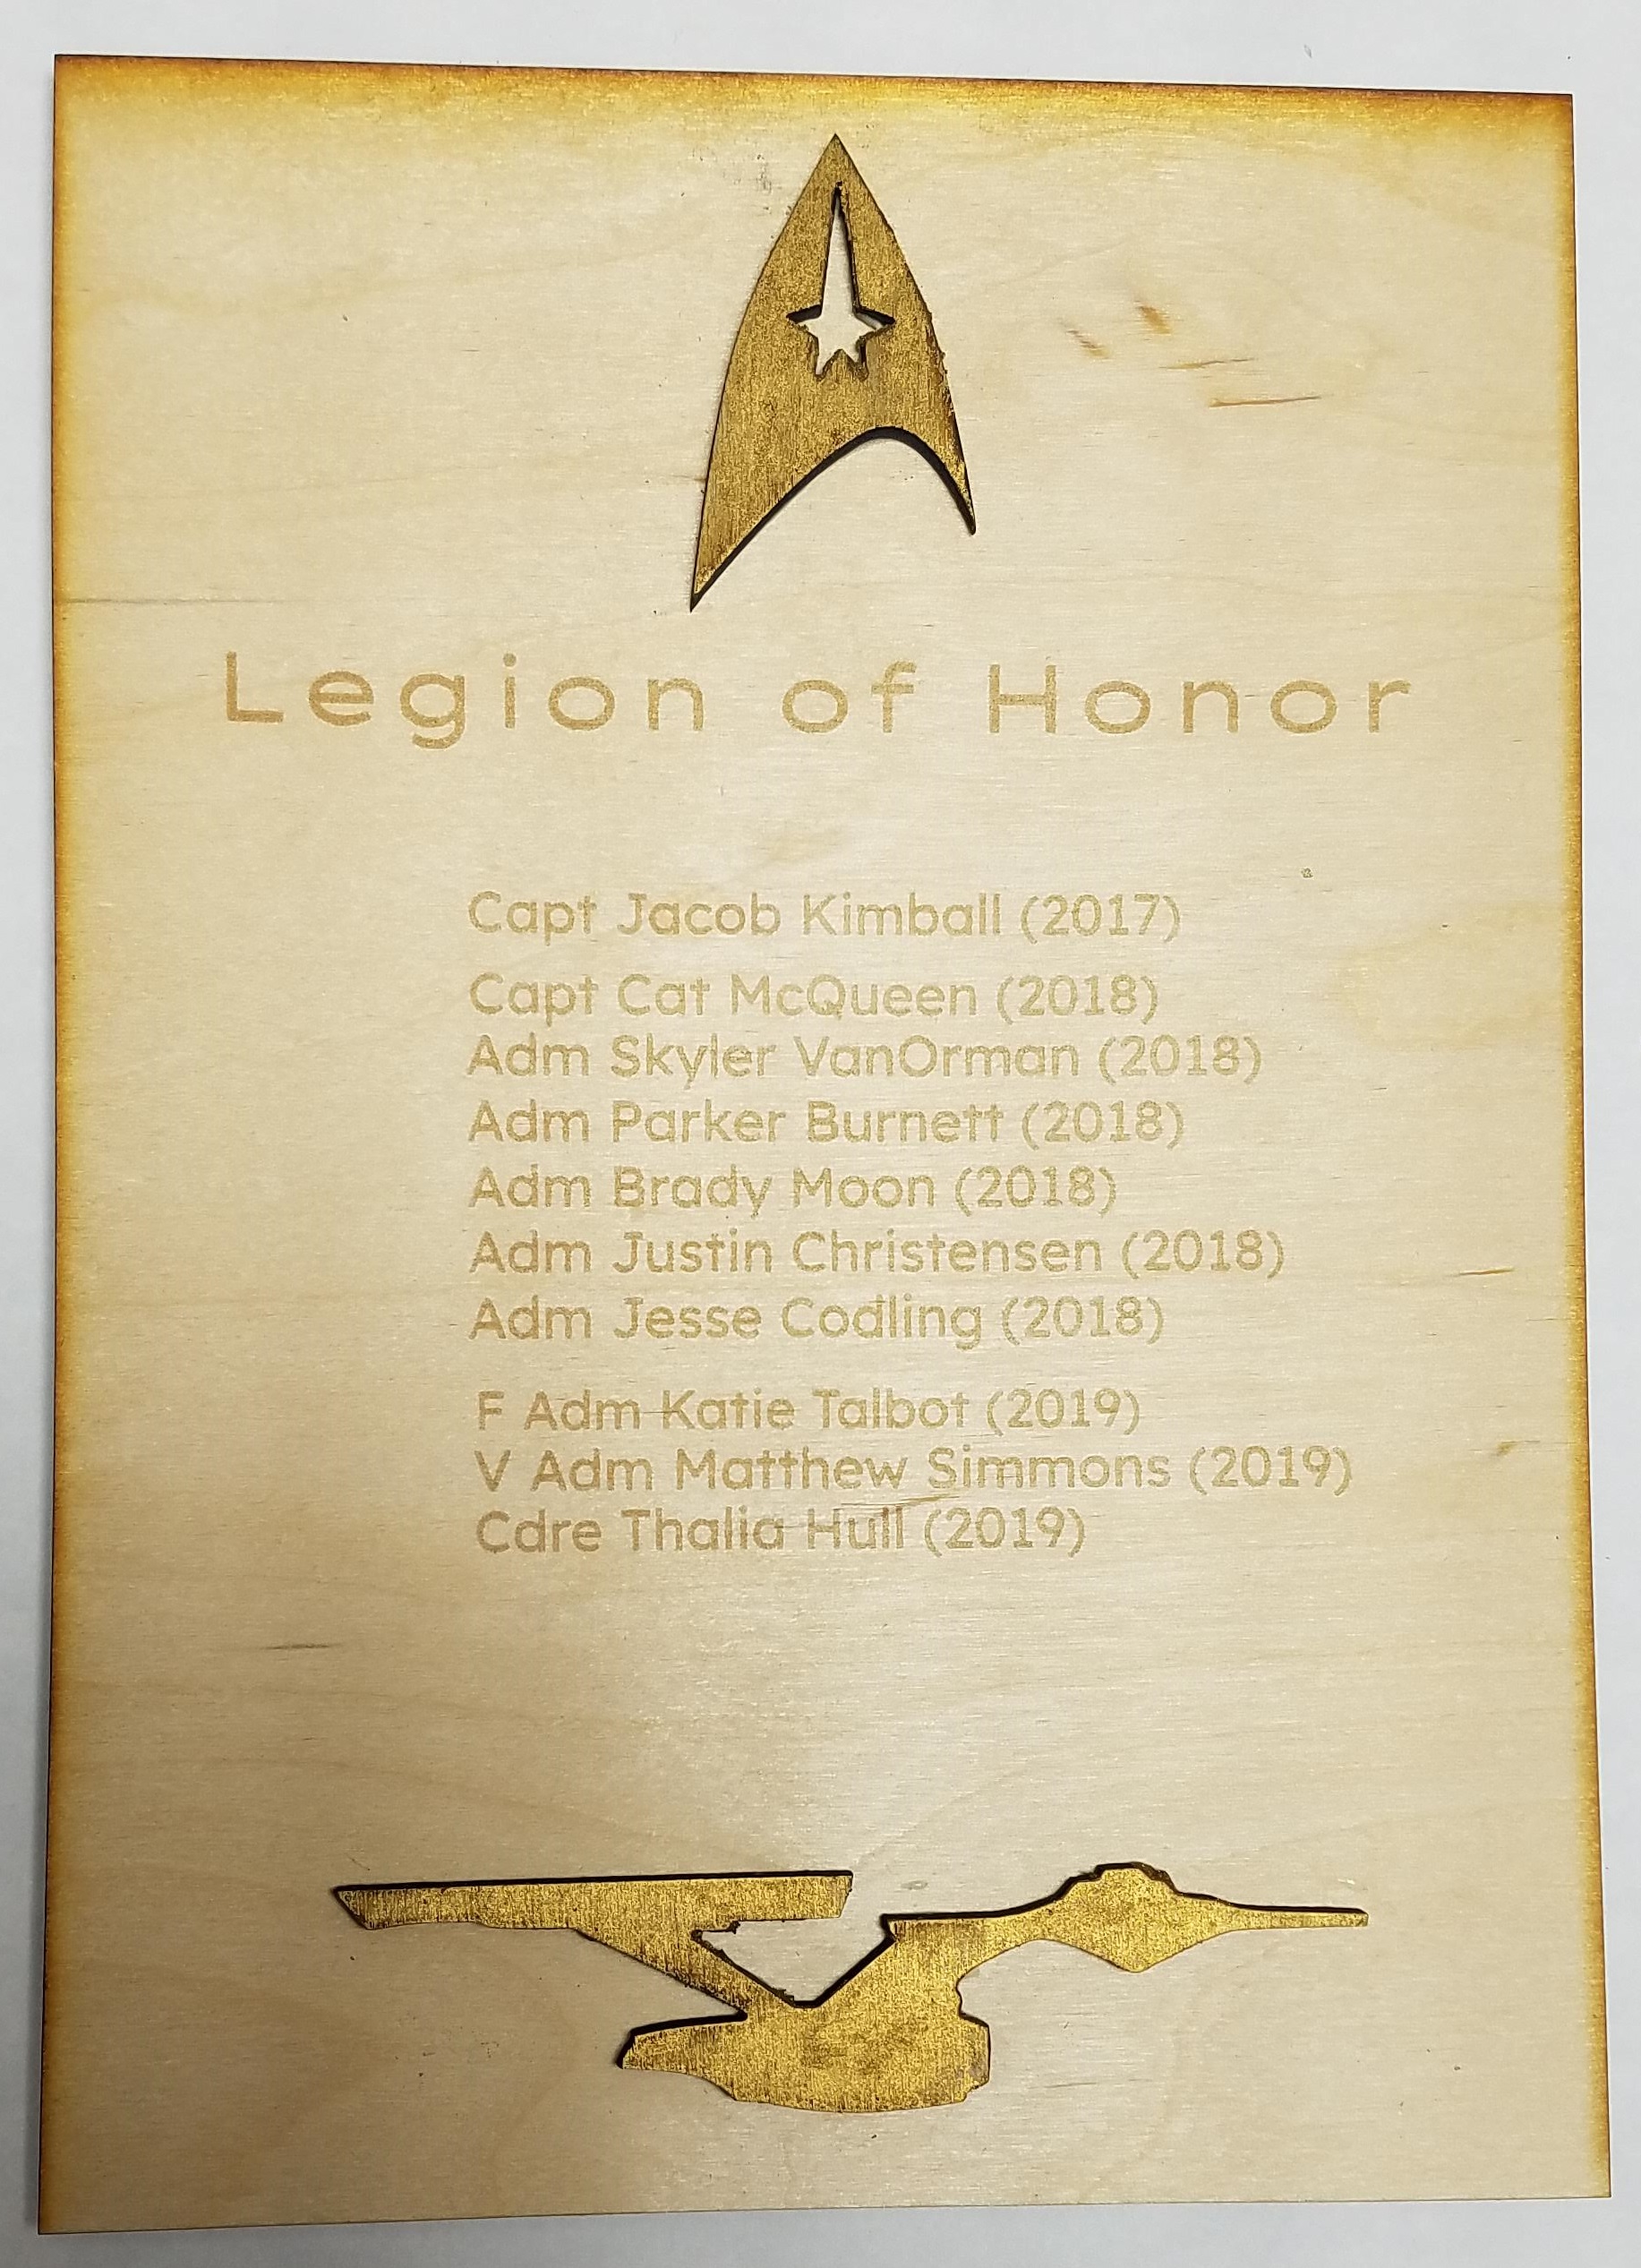 Legion of Honor
Capt Jacob Kimball (2017)
Capt Cat McQueen (2018)
Adm Skyler VanOrman (2018)
Adm Parker Burnett (2018)
Adm Brady Moon (2018)
Adm Justin Christensen (2018)
Adm Jesse Codling (2018)
F Adm Katie Talbot (2019)
V Adm Matthew Simmons (2019)
Cdre Thalia Hull (2019)